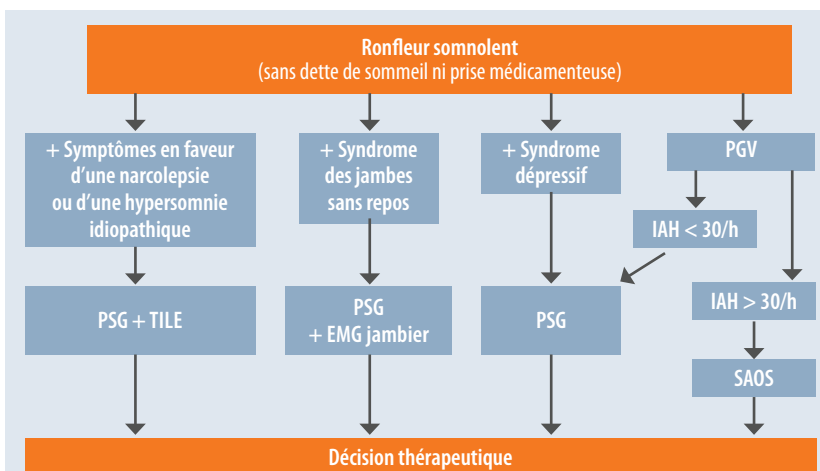 Ronfleur somnolent
(sans dette de sommeil ni prise médicamenteuse)
+ Symptômes en faveur
d'une narcolepsie
ou d'une hypersomnie
idiopathique
+ Syndrome
des jambes
sans repos
+ Syndrome
dépressif
PGV
IAH < 30/h
PSG + TILE
PSG
+ EMG jambier
PSG
IAH > 30/h
SAOS
Décision thérapeutique